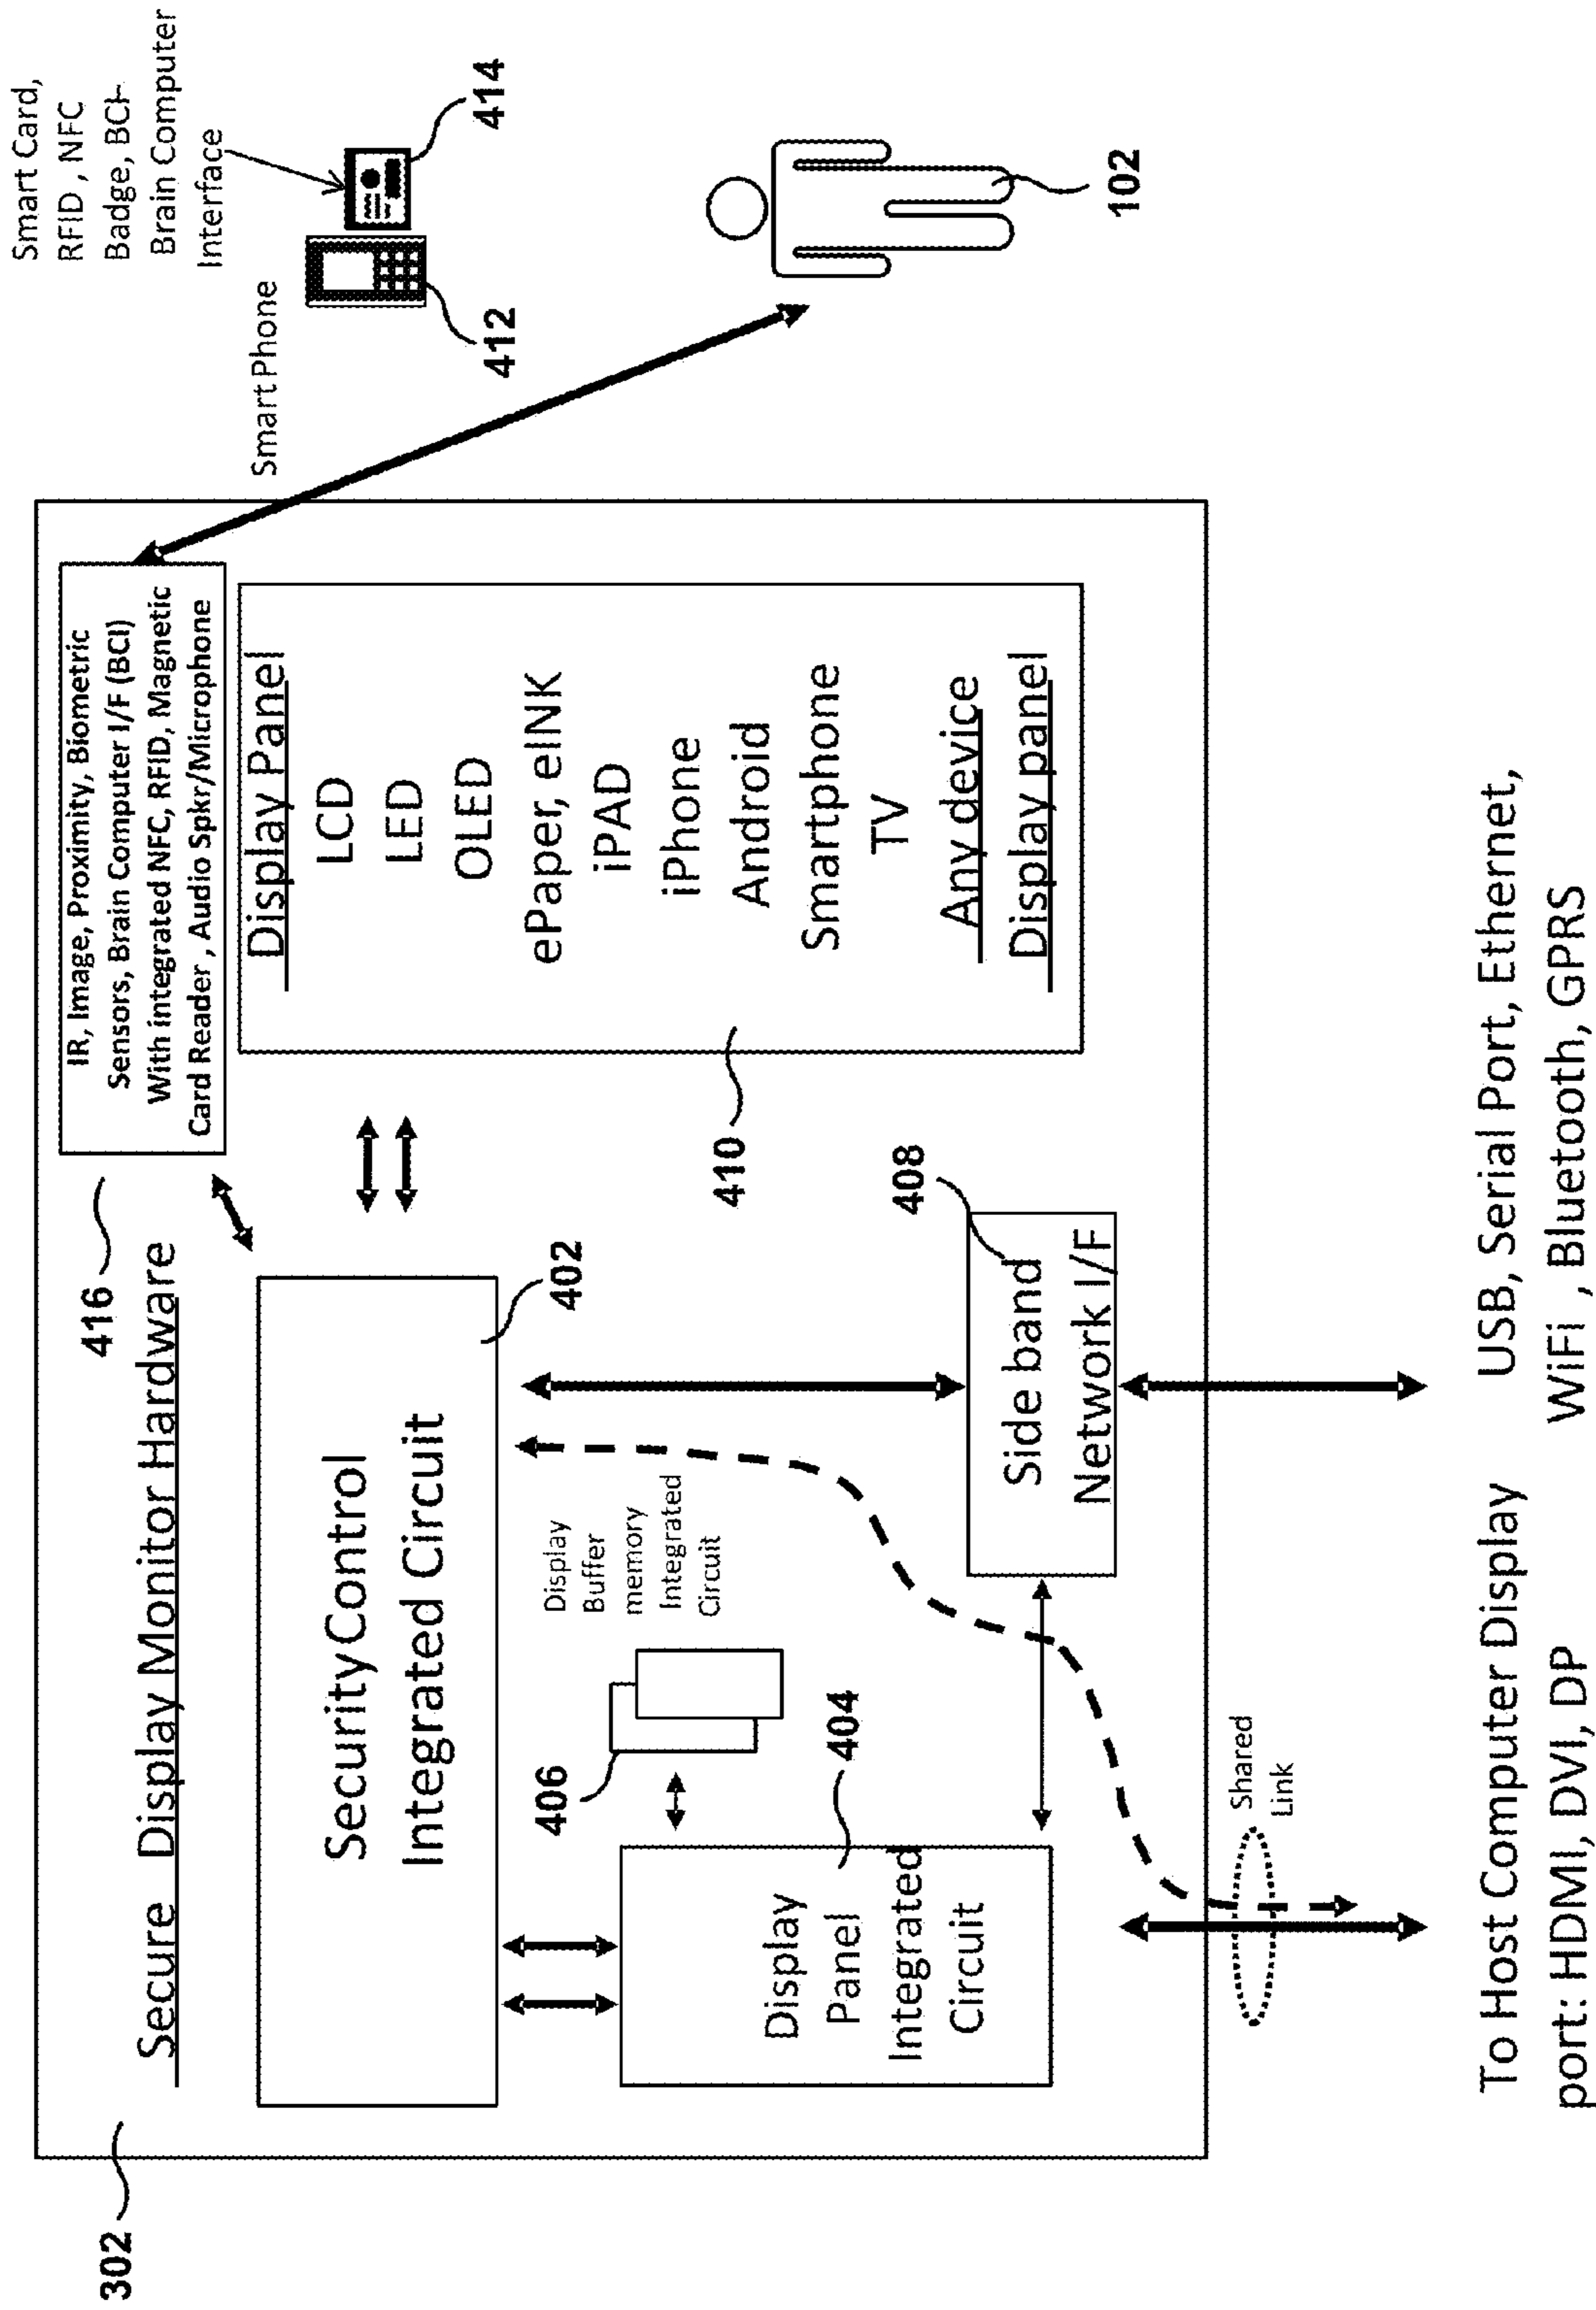 302
Secure Display Monitor Hardware
416
IR, Image, Proximity, Biometric
Sensors, Brain Computer I/F (BCI)
With integrated NFC, RFID, Magnetic
Card Reader , Audio Spkr/Microphone
Smart Card,
RFID , NFC
Badge, BCI-
Brain Computer
Interface
SmartPhone
412
414
102
Security Control
Integrated Circuit
402
Display Panel
LCD
LED
OLED
ePaper, eINK
iPAD
iPhone
Android
Smartphone
TV
Any device
Display panel
410
406
Display
Buffer
memory
Integrated
Circuit
404
Display
Panel
Integrated
Circuit
408
Side band
Network I/F
Shared
Link
To Host Computer Display
port: HDMI, DVI, DP
USB, Serial Port, Ethernet,
WiFi , Bluetooth, GPRS